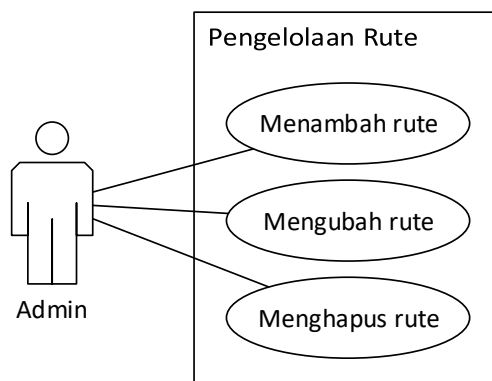 Pengelolaan Rute
Menambah rute
Mengubah rute
Menghapus rute
Admin